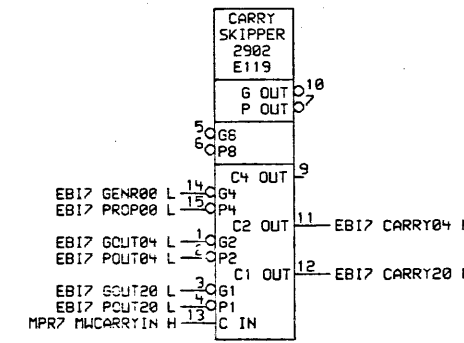 CARRY
SKIPPER
2902
E119
G OUT 10
P OUT 7
5 G8
6 P8
C4 OUT 9
EBI7 GENR00 L 14 G4
EBI7 PROP00 L 15 P4
C2 OUT 11 EBI7 CARRY04
EBI7 GOUT04 L 1 G2
EBI7 POUT04 L 2 P2
C1 OUT 12 EBI7 CARRY20
EBI7 GOUT20 L 3 G1
EBI7 POUT20 L 4 P1
MPR7 MWCARRYIN H 13 C IN